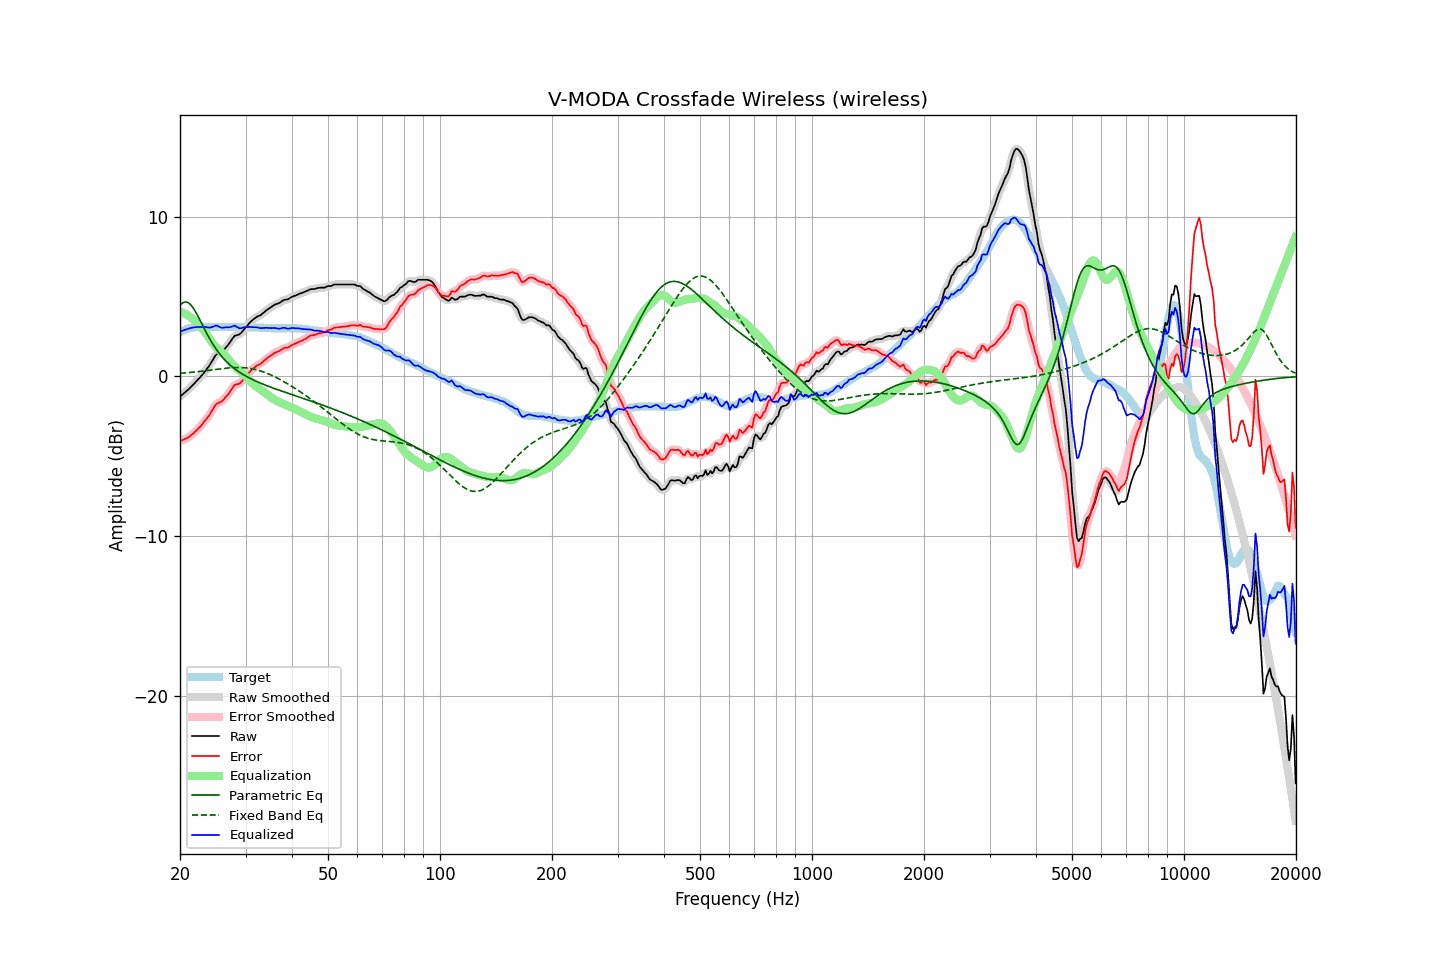 V-MODA Crossfade Wireless (wireless)
Amplitude (dBr)
10
0
−10
−20
Target
Raw Smoothed
Error Smoothed
Raw
Error
Equalization
Parametric Eq
Fixed Band Eq
Equalized
20 50 100 200 500 1000 2000 5000 10000 20000
Frequency (Hz)